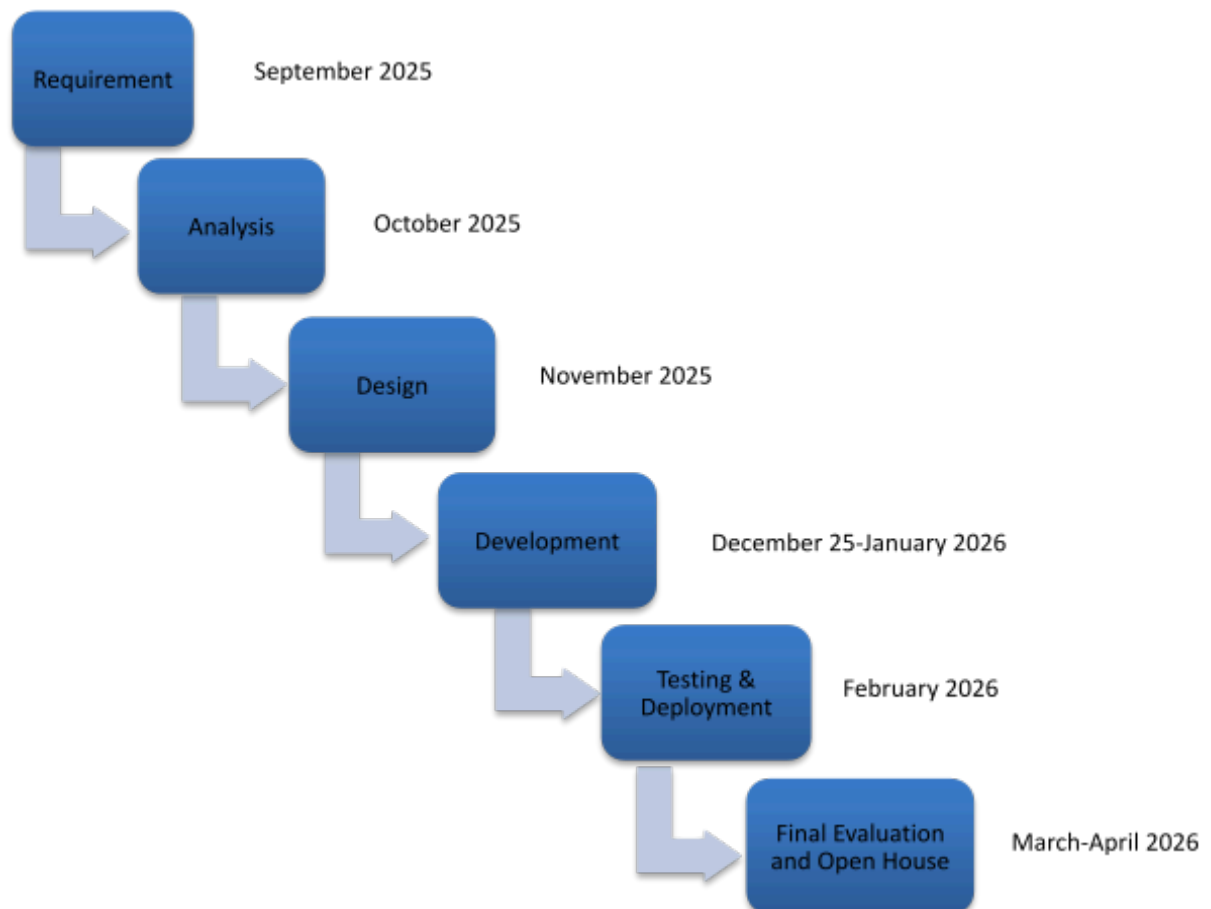 Requirement
September 2025
Analysis
October 2025
Design
November 2025
Development
December 25-January 2026
Testing &
Deployment
February 2026
Final Evaluation
and Open House
March-April 2026